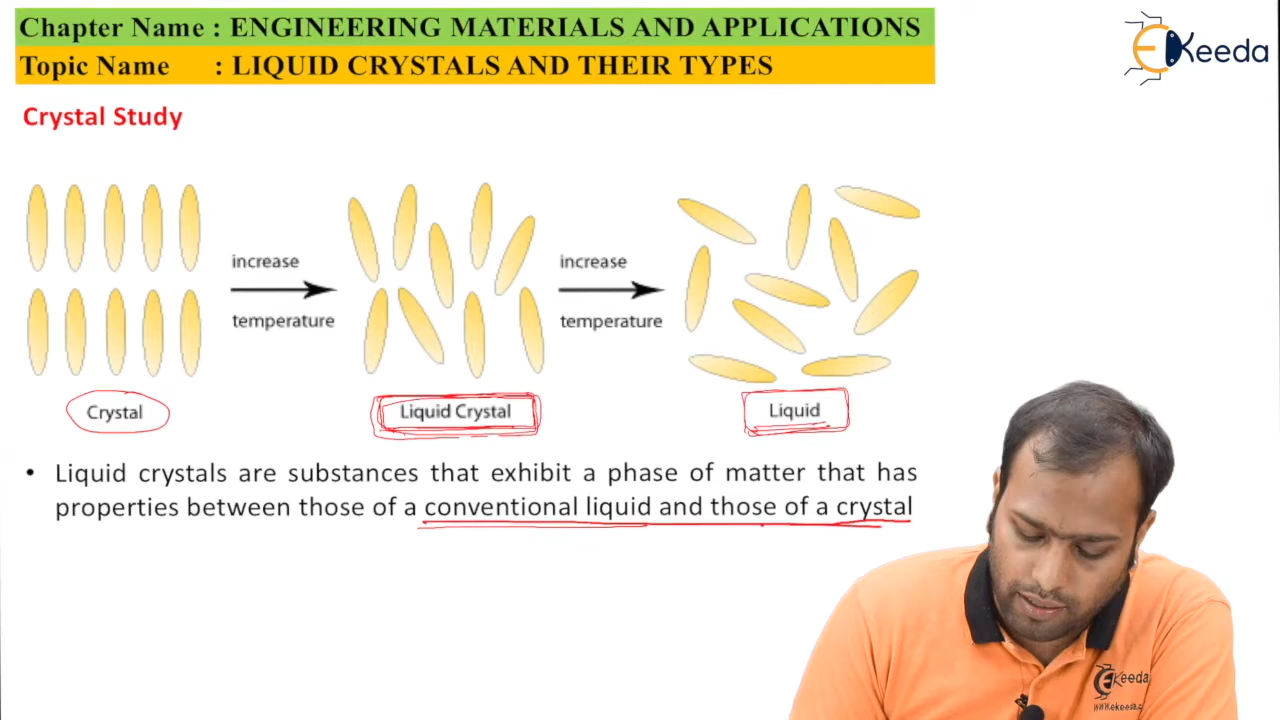 Chapter Name : ENGINEERING MATERIALS AND APPLICATIONS
Topic Name : LIQUID CRYSTALS AND THEIR TYPES
Keeda
Crystal Study
increase
temperature
increase
temperature
Crystal
Liquid Crystal
Liquid
• Liquid crystals are substances that exhibit a phase of matter that has
properties between those of a conventional liquid and those of a crystal
Keeda